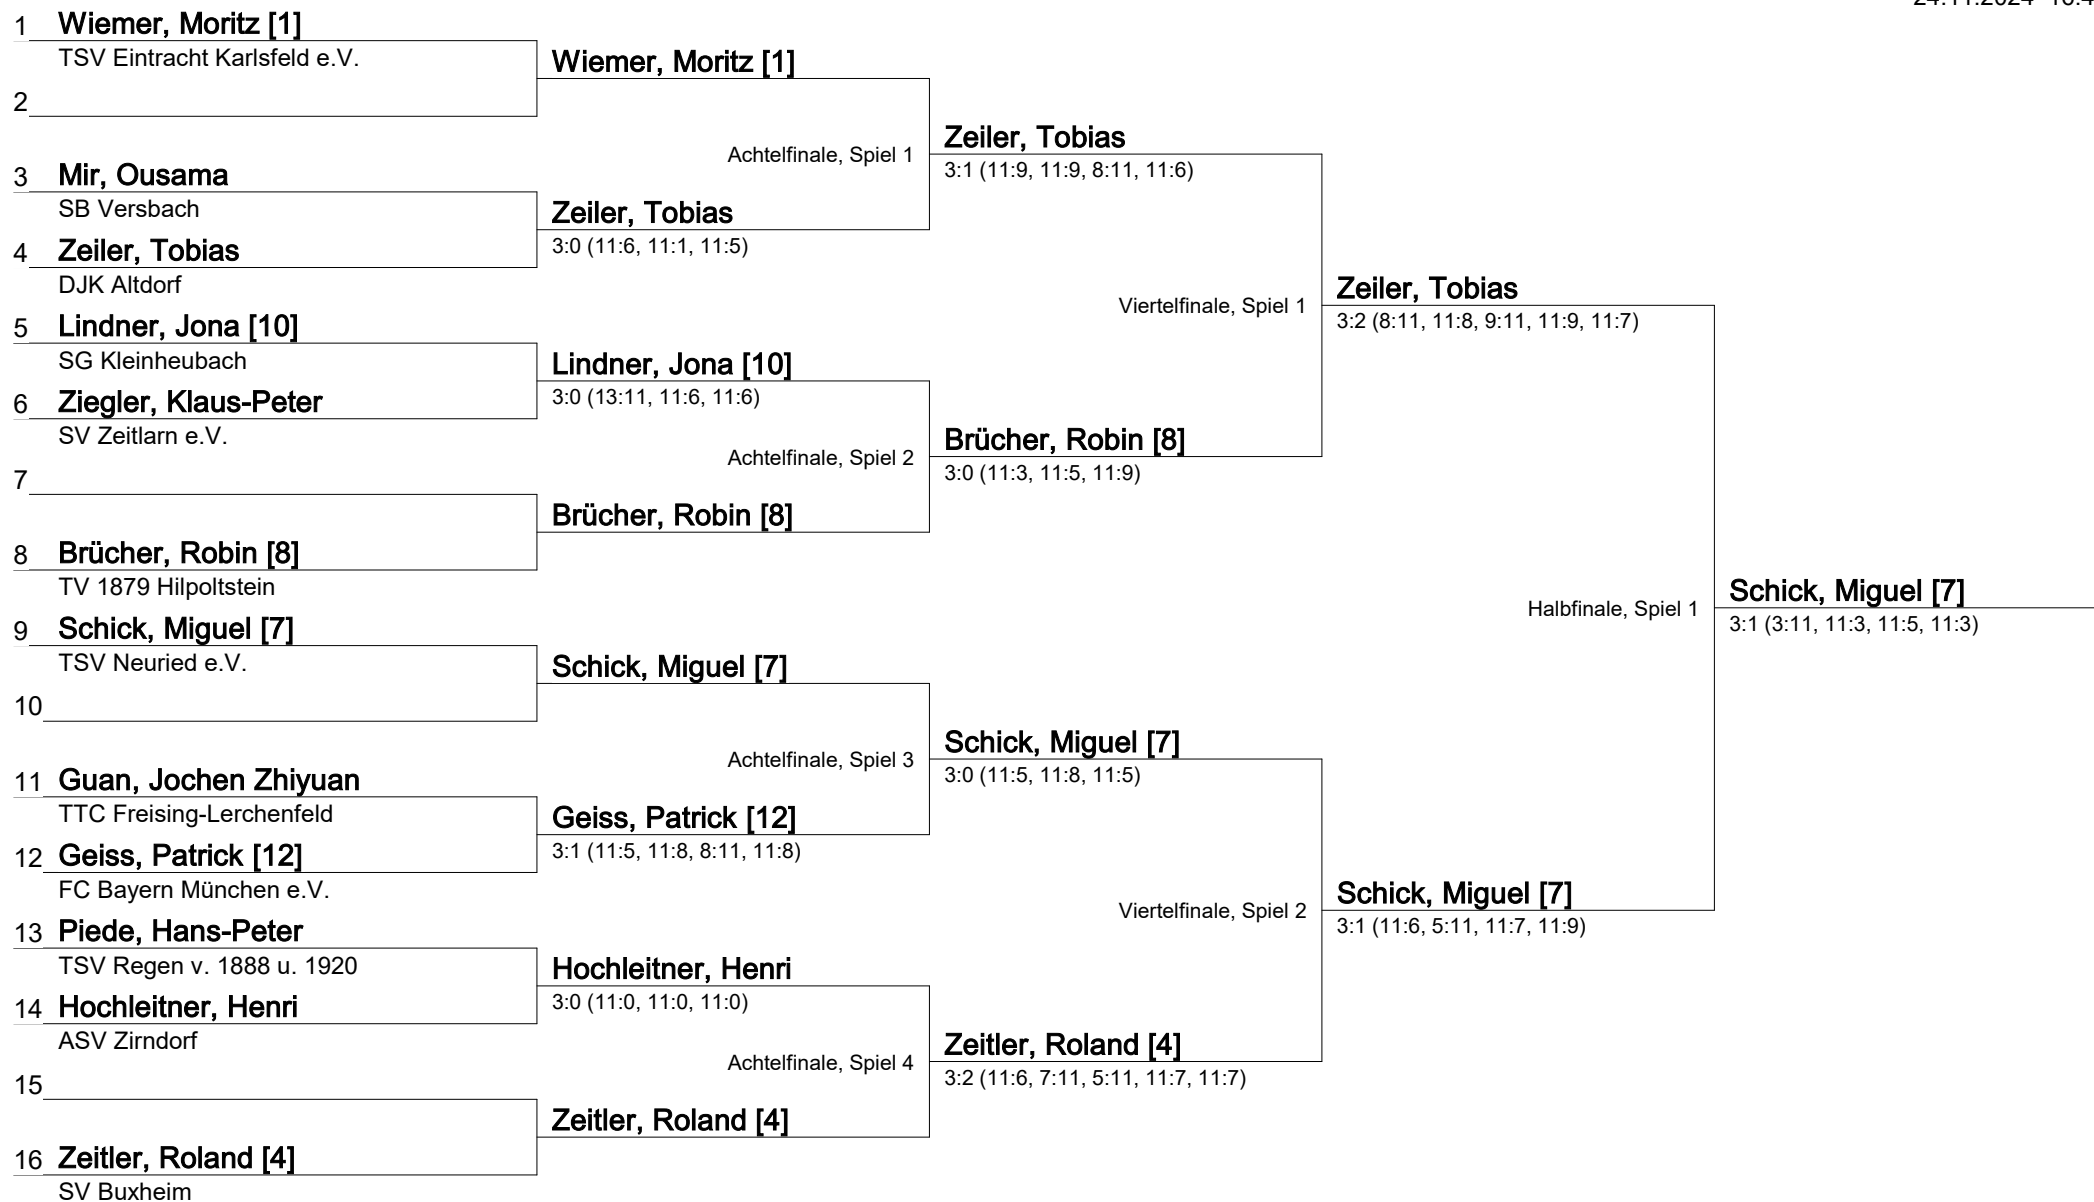 1 Wiemer, Moritz [1]
TSV Eintracht Karlsfeld e.V.
Wiemer, Moritz [1]
2
Achtelfinale, Spiel 1
Zeiler, Tobias
3:1 (11:9, 11:9, 8:11, 11:6)
3 Mir, Ousama
SB Versbach
Zeiler, Tobias
3:0 (11:6, 11:1, 11:5)
4 Zeiler, Tobias
DJK Altdorf
Viertelfinale, Spiel 1
Zeiler, Tobias
3:2 (8:11, 11:8, 9:11, 11:9, 11:7)
5 Lindner, Jona [10]
SG Kleinheubach
Lindner, Jona [10]
3:0 (13:11, 11:6, 11:6)
6 Ziegler, Klaus-Peter
SV Zeitlarn e.V.
Achtelfinale, Spiel 2
Brücher, Robin [8]
3:0 (11:3, 11:5, 11:9)
7
Brücher, Robin [8]
8 Brücher, Robin [8]
TV 1879 Hilpoltstein
Halbfinale, Spiel 1
Schick, Miguel [7]
3:1 (3:11, 11:3, 11:5, 11:3)
9 Schick, Miguel [7]
TSV Neuried e.V.
Schick, Miguel [7]
10
Achtelfinale, Spiel 3
Schick, Miguel [7]
3:0 (11:5, 11:8, 11:5)
11 Guan, Jochen Zhiyuan
TTC Freising-Lerchenfeld
Geiss, Patrick [12]
3:1 (11:5, 11:8, 8:11, 11:8)
12 Geiss, Patrick [12]
FC Bayern München e.V.
Viertelfinale, Spiel 2
Schick, Miguel [7]
3:1 (11:6, 5:11, 11:7, 11:9)
13 Piede, Hans-Peter
TSV Regen v. 1888 u. 1920
Hochleitner, Henri
3:0 (11:0, 11:0, 11:0)
14 Hochleitner, Henri
ASV Zirndorf
Achtelfinale, Spiel 4
Zeitler, Roland [4]
3:2 (11:6, 7:11, 5:11, 11:7, 11:7)
15
Zeitler, Roland [4]
16 Zeitler, Roland [4]
SV Buxheim